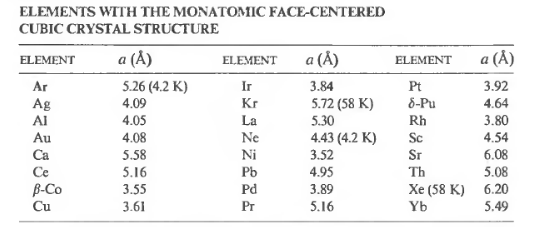 ELEMENTS WITH THE MONATOMIC FACE-CENTERED
CUBIC CRYSTAL STRUCTURE
ELEMENT a (Å) ELEMENT a (Å) ELEMENT a (Å)
Ar 5.26 (4.2 K) Ir 3.84 Pt 3.92
Ag 4.09 Kr 5.72 (58 K) δ-Pu 4.64
Al 4.05 La 5.30 Rh 3.80
Au 4.08 Ne 4.43 (4.2 K) Sc 4.54
Ca 5.58 Ni 3.52 Sr 6.08
Ce 5.16 Pb 4.95 Th 5.08
β-Co 3.55 Pd 3.89 Xe (58 K) 6.20
Cu 3.61 Pr 5.16 Yb 5.49